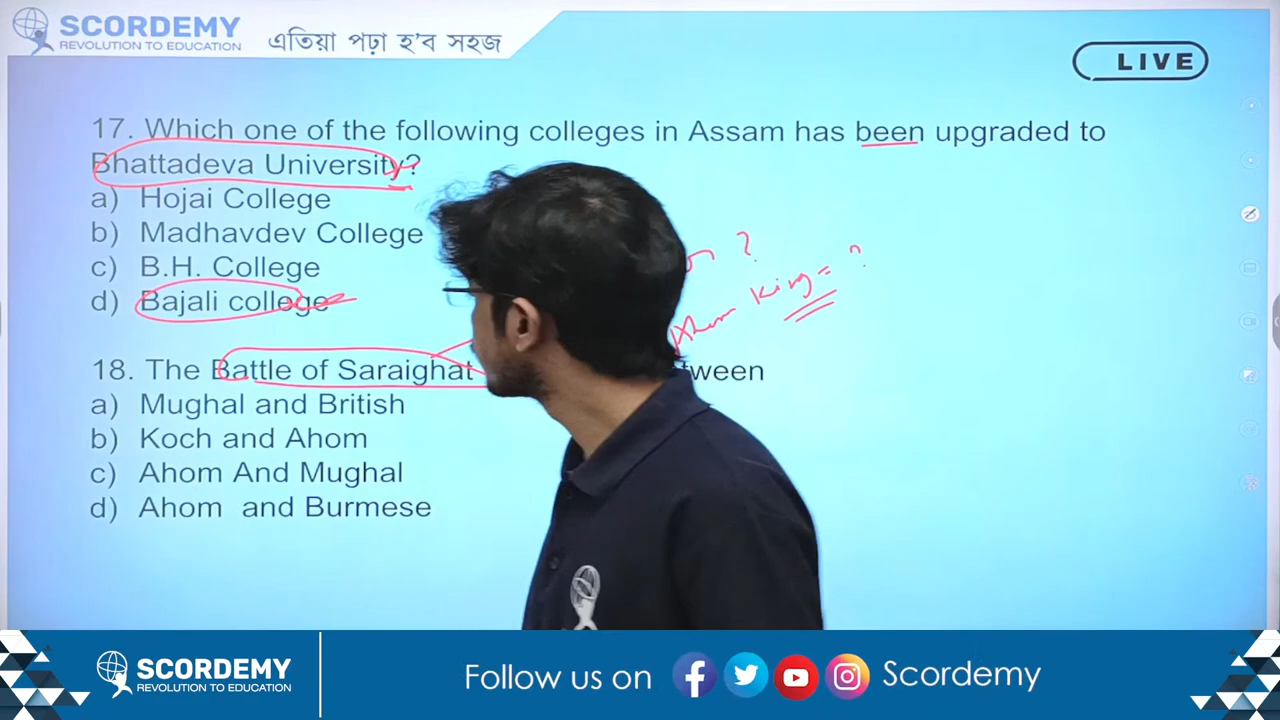 SCORDEMY
REVOLUTION TO EDUCATION
এতিয়া পঢ়া হ'ব সহজ
LIVE
17. Which one of the following colleges in Assam has been upgraded to
Bhattadeva University?
a) Hojai College
b) Madhavdev College
c) B.H. College
d) Bajali college
?
Ahom King = ?
18. The Battle of Saraighat
tween
a) Mughal and British
b) Koch and Ahom
c) Ahom And Mughal
d) Ahom and Burmese
SCORDEMY
REVOLUTION TO EDUCATION
Follow us on
Scordemy